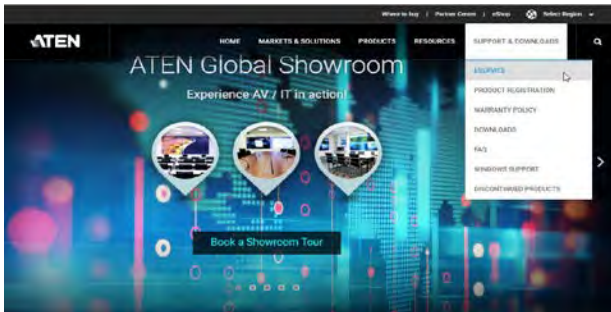 Where to buy | Partner Center | eShop Select Region
ATEN
HOME MARKETS & SOLUTIONS PRODUCTS RESOURCES SUPPORT & DOWNLOADS
ATEN Global Showroom
Experience AV / IT in action!
Book a Showroom Tour
ESERVICE
PRODUCT REGISTRATION
WARRANTY POLICY
DOWNLOADS
FAQ
WINDOWS SUPPORT
DISCONTINUED PRODUCTS